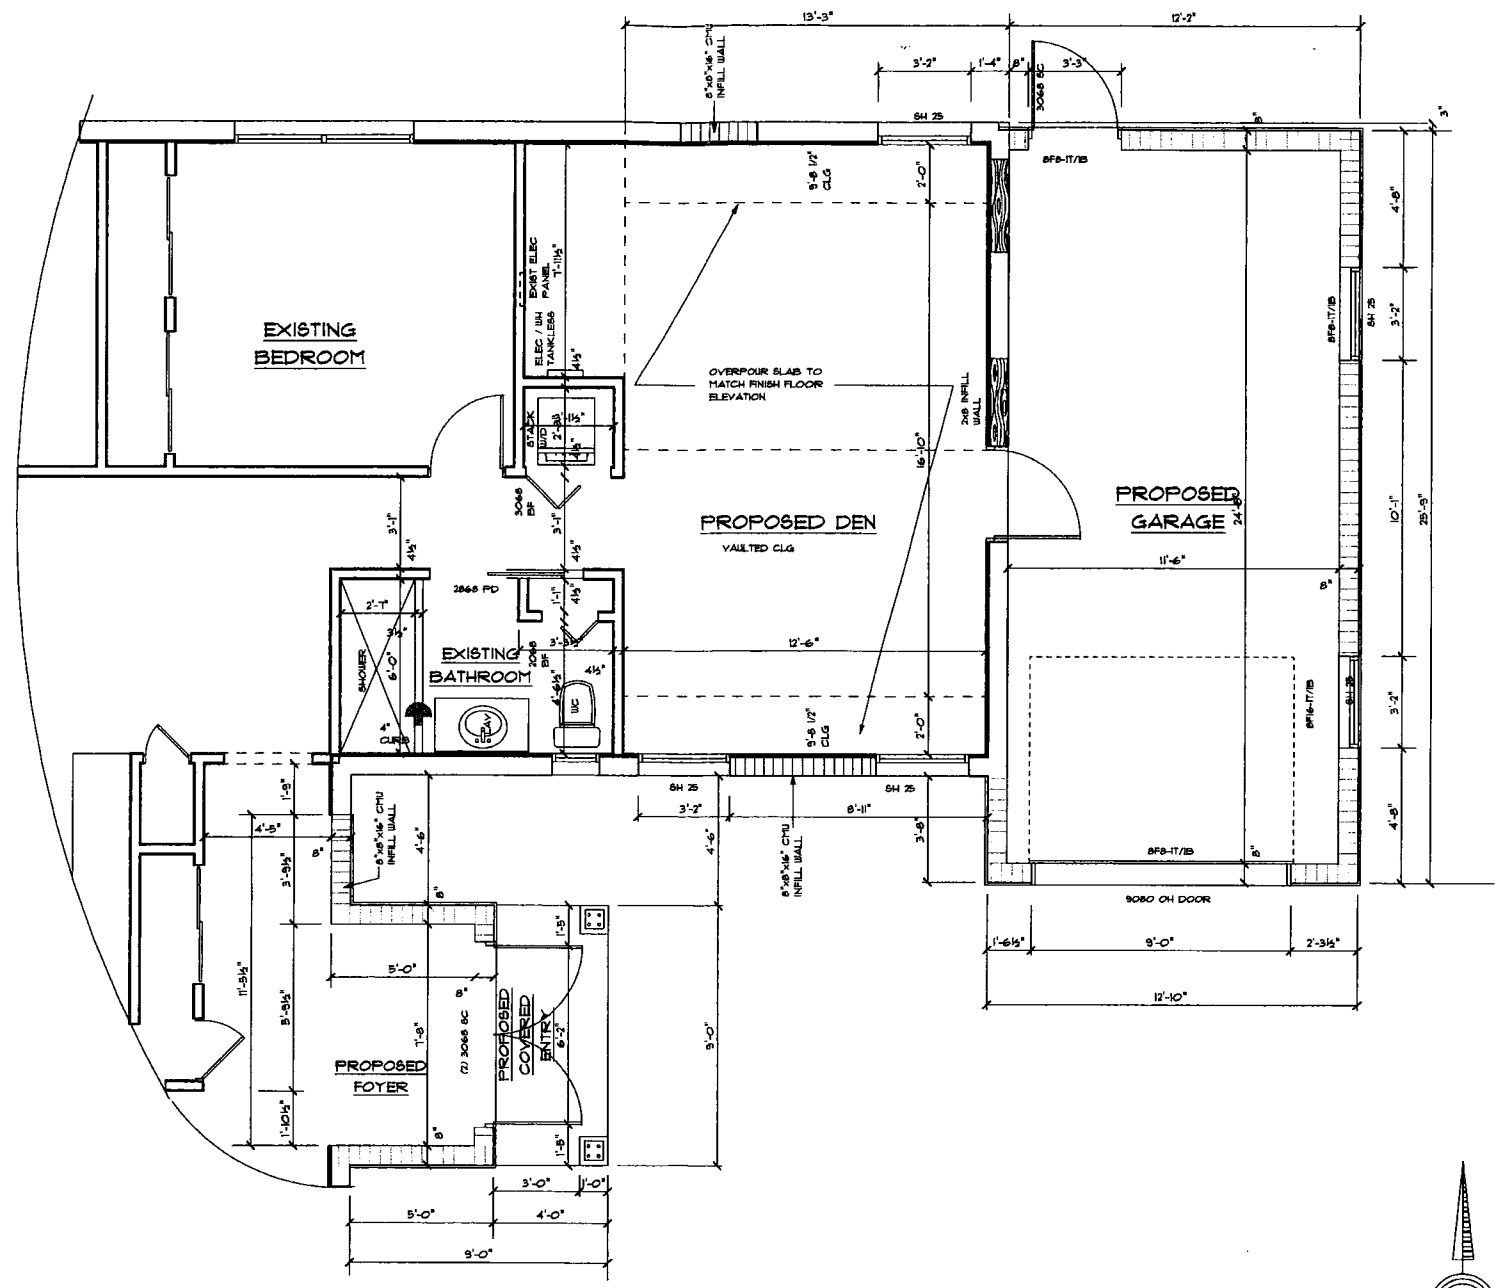 13'-3"
12'-2"
8"x8"x16" CMU
INFILL WALL
3'-2"
1'-4"
8"
3'-3"
3068 SC
SH 25
8"
3"
9'-8 1/2"
CLG
2'-0"
8F8-1T/1B
4'-8"
EXIST ELEC
PANEL
7'-11½"
ELEC / WH
TANKLESS
4½"
EXISTING
BEDROOM
8F8-1T/1B
SH 25
3'-2"
OVERPOUR SLAB TO
MATCH FINISH FLOOR
ELEVATION
2x8 INFILL
WALL
STACK
W/D
4½"
16'-10"
3068
BF
3'-1"
4½"
3'-1"
4½"
PROPOSED DEN
VAULTED CLG
PROPOSED
GARAGE
24'-8"
10'-1"
25'-9"
11'-6"
8"
2868 PD
1'-1"
4½"
2'-7"
3½"
6'-0"
SHOWER
EXISTING
BATHROOM
2068
BF
12'-6"
4½"
4'-6½"
WC
LAV
4"
CURB
9'-8 1/2"
CLG
2'-0"
8F16-1T/1B
SH 25
3'-2"
SH 25
SH 25
3'-2"
8'-11"
1'-9"
4'-5"
8"
8"x8"x16" CMU
INFILL WALL
4'-6"
4'-6"
8"x8"x16" CMU
INFILL WALL
3'-8"
8F8-1T/1B
8"
4'-8"
3'-9½"
8"
9080 OH DOOR
1'-5"
1'-6½"
9'-0"
2'-3½"
12'-10"
11'-5½"
5'-0"
8"
5'-9½"
7'-8"
(2) 3068 SC
PROPOSED
COVERED
ENTRY
6'-2"
9'-0"
PROPOSED
FOYER
1'-10½"
8"
1'-5"
3'-0"
1'-0"
5'-0"
4'-0"
9'-0"